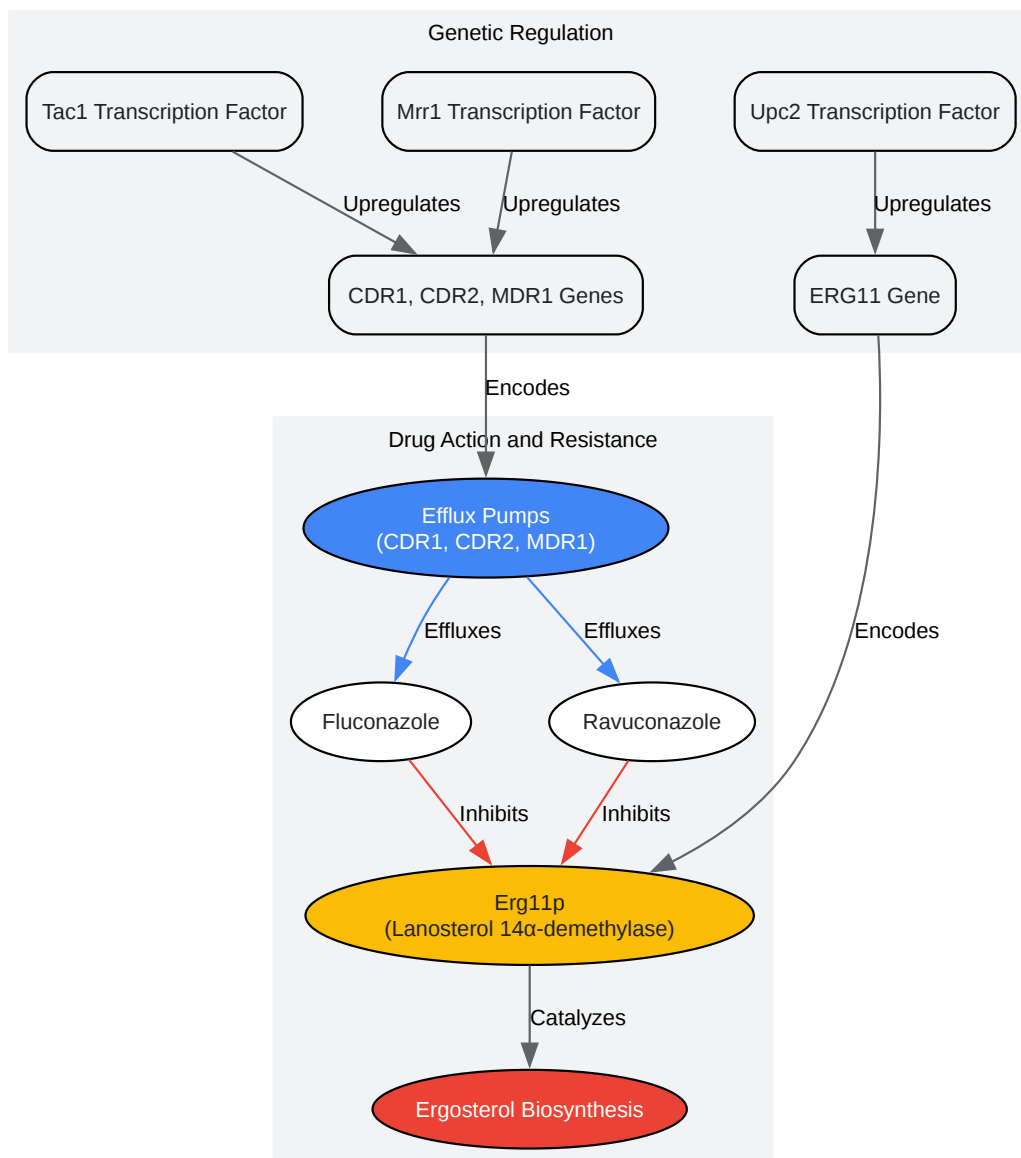 Genetic Regulation
Tac1 Transcription Factor
Mrr1 Transcription Factor
Upc2 Transcription Factor
Upregulates
Upregulates
Upregulates
CDR1, CDR2, MDR1 Genes
ERG11 Gene
Encodes
Drug Action and Resistance
Efflux Pumps
(CDR1, CDR2, MDR1)
Effluxes
Effluxes
Encodes
Fluconazole
Ravuconazole
Inhibits
Inhibits
Erg11p
(Lanosterol 14α-demethylase)
Catalyzes
Ergosterol Biosynthesis